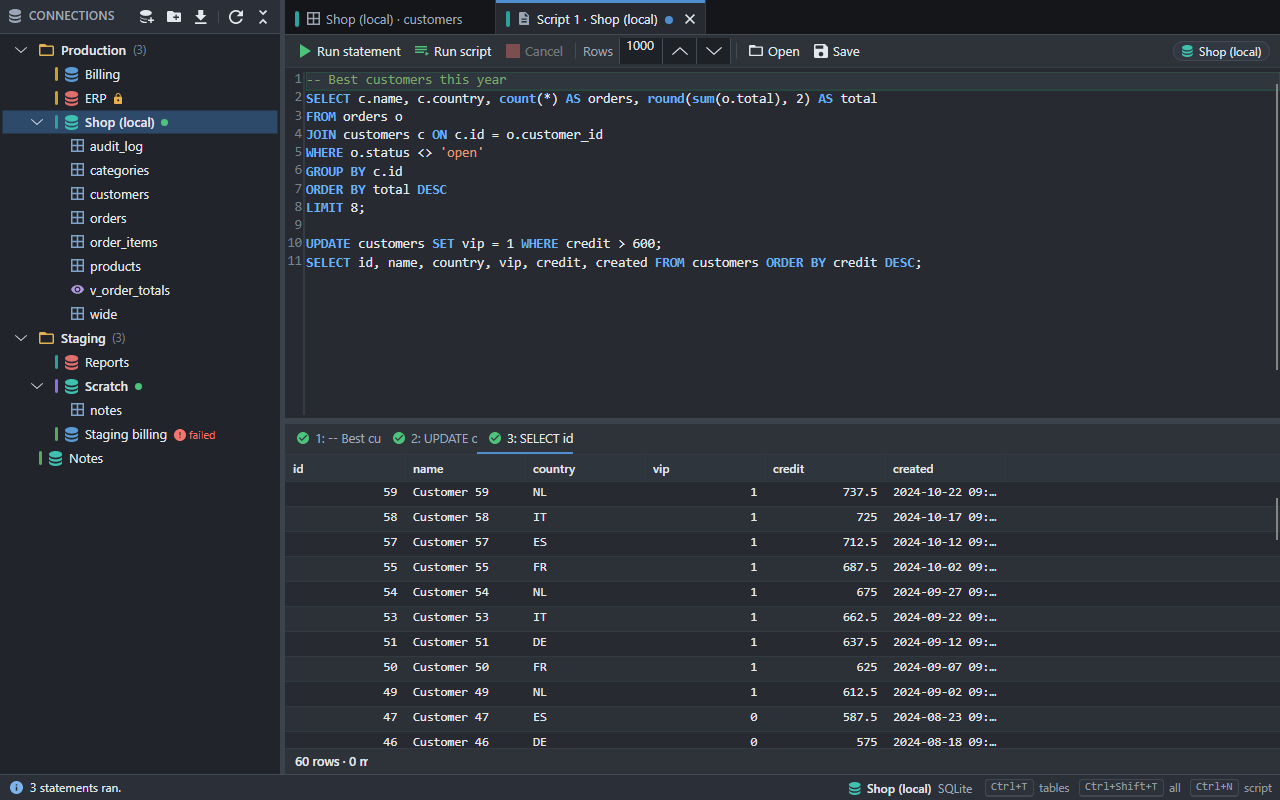 CONNECTIONS
Production (3)
Billing
ERP
Shop (local)
audit_log
categories
customers
orders
order_items
products
v_order_totals
wide
Staging (3)
Reports
Scratch
notes
Staging billing failed
Notes
Shop (local) · customers
Script 1 · Shop (local)
Run statement Run script Cancel Rows 1000 Open Save Shop (local)
1 -- Best customers this year
2 SELECT c.name, c.country, count(*) AS orders, round(sum(o.total), 2) AS total
3 FROM orders o
4 JOIN customers c ON c.id = o.customer_id
5 WHERE o.status <> 'open'
6 GROUP BY c.id
7 ORDER BY total DESC
8 LIMIT 8;
9
10 UPDATE customers SET vip = 1 WHERE credit > 600;
11 SELECT id, name, country, vip, credit, created FROM customers ORDER BY credit DESC;
1: -- Best cu 2: UPDATE c 3: SELECT id
id name country vip credit created
59 Customer 59 NL 1 737.5 2024-10-22 09:…
58 Customer 58 IT 1 725 2024-10-17 09:…
57 Customer 57 ES 1 712.5 2024-10-12 09:…
55 Customer 55 FR 1 687.5 2024-10-02 09:…
54 Customer 54 NL 1 675 2024-09-27 09:…
53 Customer 53 IT 1 662.5 2024-09-22 09:…
51 Customer 51 DE 1 637.5 2024-09-12 09:…
50 Customer 50 FR 1 625 2024-09-07 09:…
49 Customer 49 NL 1 612.5 2024-09-02 09:…
47 Customer 47 ES 0 587.5 2024-08-23 09:…
46 Customer 46 DE 0 575 2024-08-18 09:…
60 rows · 0 m
3 statements ran.
Shop (local) SQLite Ctrl+T tables Ctrl+Shift+T all Ctrl+N script